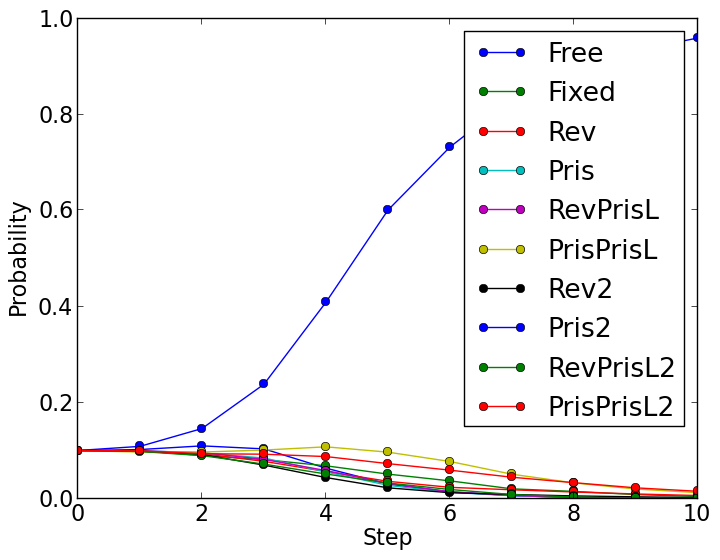 1.0
0.8
0.6
0.4
0.2
0.0
Probability
0 2 4 6 8 10
Step
Free
Fixed
Rev
Pris
RevPrisL
PrisPrisL
Rev2
Pris2
RevPrisL2
PrisPrisL2